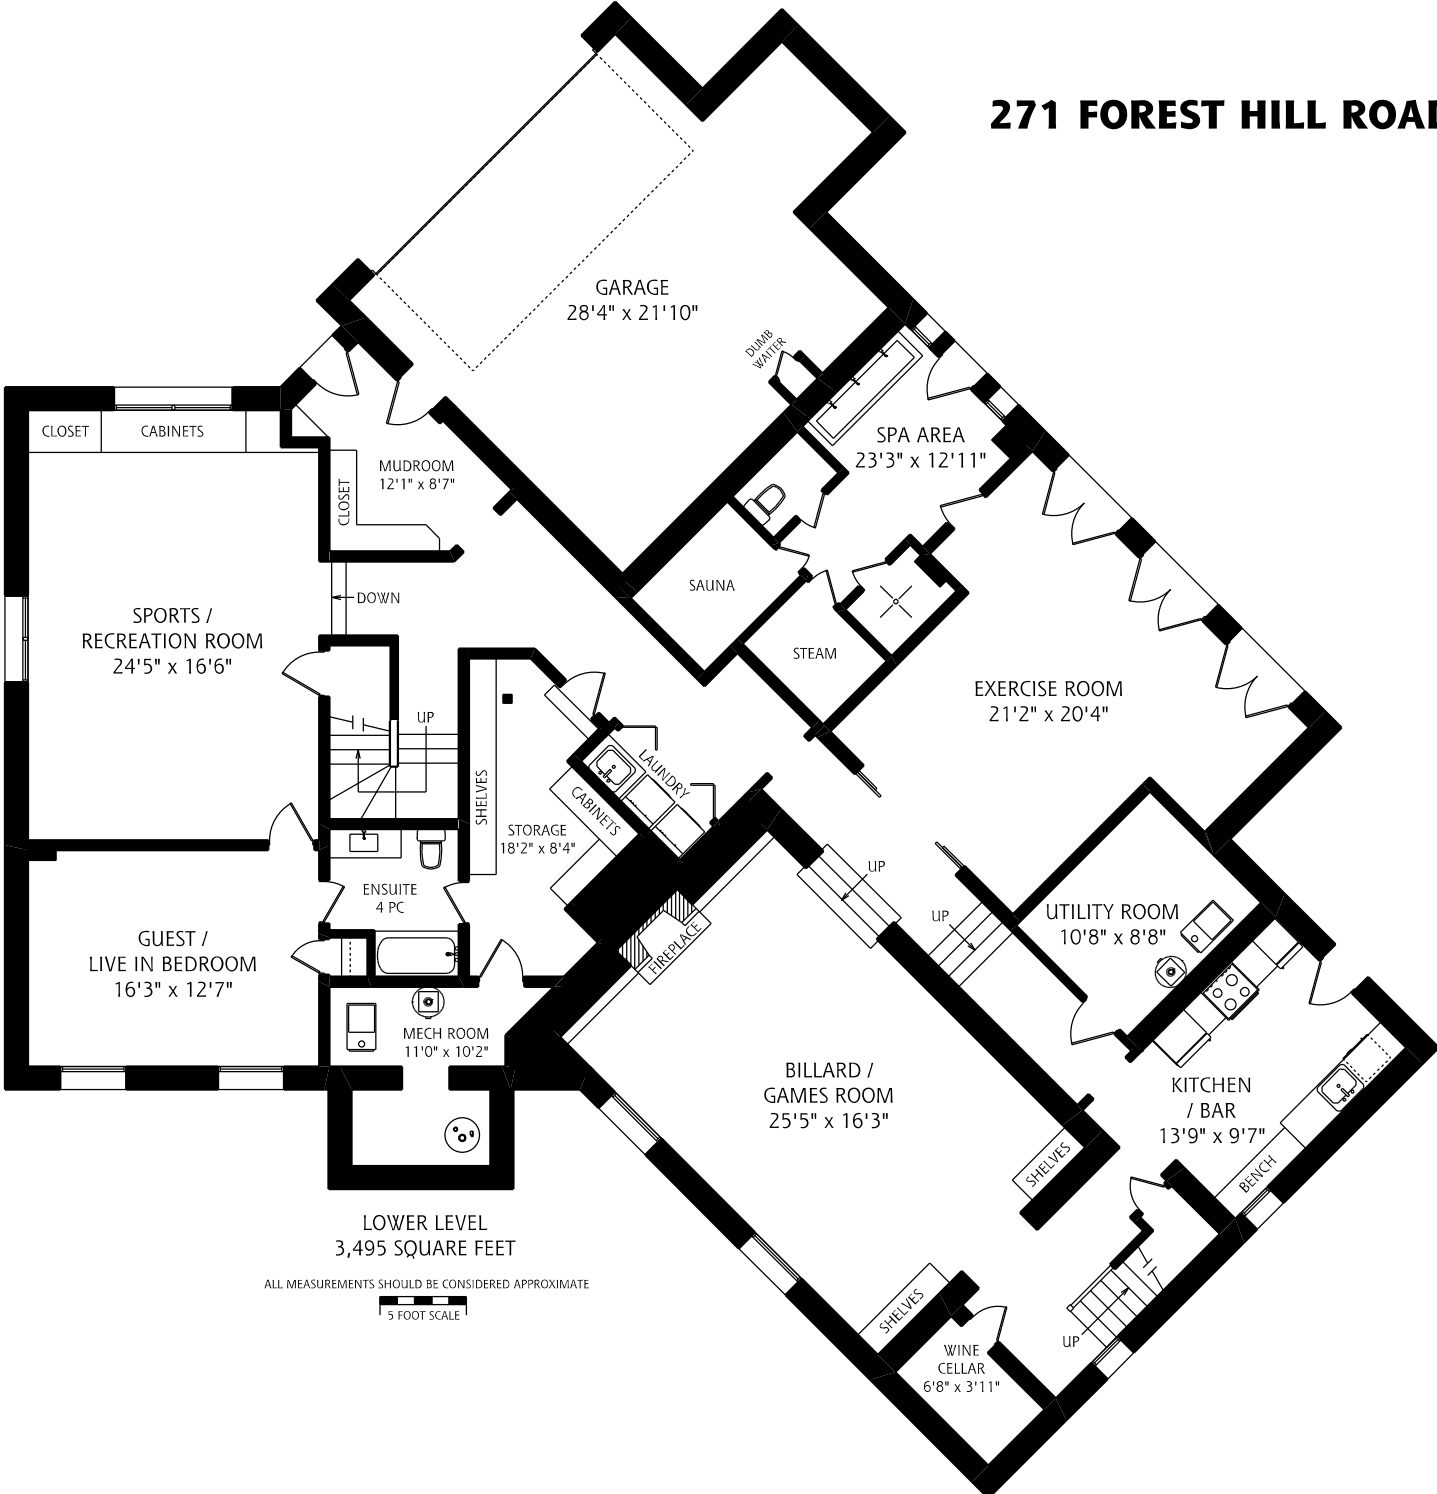 271 FOREST HILL ROAD
GARAGE
28'4" x 21'10"
DUMB
WAITER
SPA AREA
23'3" x 12'11"
CLOSET
CABINETS
MUDROOM
12'1" x 8'7"
CLOSET
SAUNA
DOWN
SPORTS /
RECREATION ROOM
24'5" x 16'6"
STEAM
EXERCISE ROOM
21'2" x 20'4"
UP
LAUNDRY
SHELVES
CABINETS
STORAGE
18'2" x 8'4"
UP
ENSUITE
4 PC
UP
UTILITY ROOM
10'8" x 8'8"
FIREPLACE
GUEST /
LIVE IN BEDROOM
16'3" x 12'7"
MECH ROOM
11'0" x 10'2"
BILLARD /
GAMES ROOM
25'5" x 16'3"
KITCHEN
/ BAR
13'9" x 9'7"
SHELVES
BENCH
LOWER LEVEL
3,495 SQUARE FEET
ALL MEASUREMENTS SHOULD BE CONSIDERED APPROXIMATE
5 FOOT SCALE
SHELVES
UP
WINE
CELLAR
6'8" x 3'11"